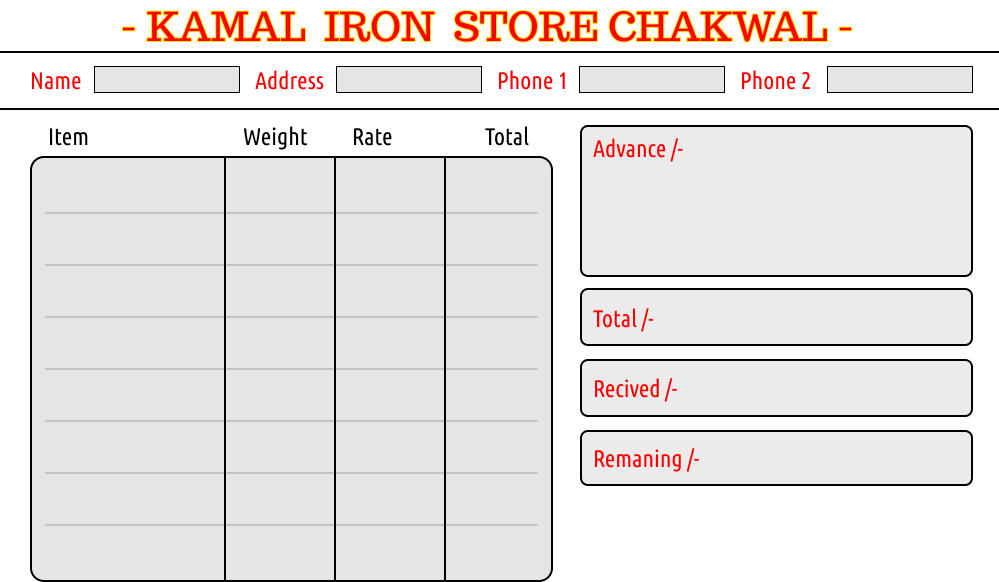 - KAMAL IRON STORE CHAKWAL -
Name Address Phone 1 Phone 2
Item Weight Rate Total
Advance /-
Total /-
Recived /-
Remaning /-